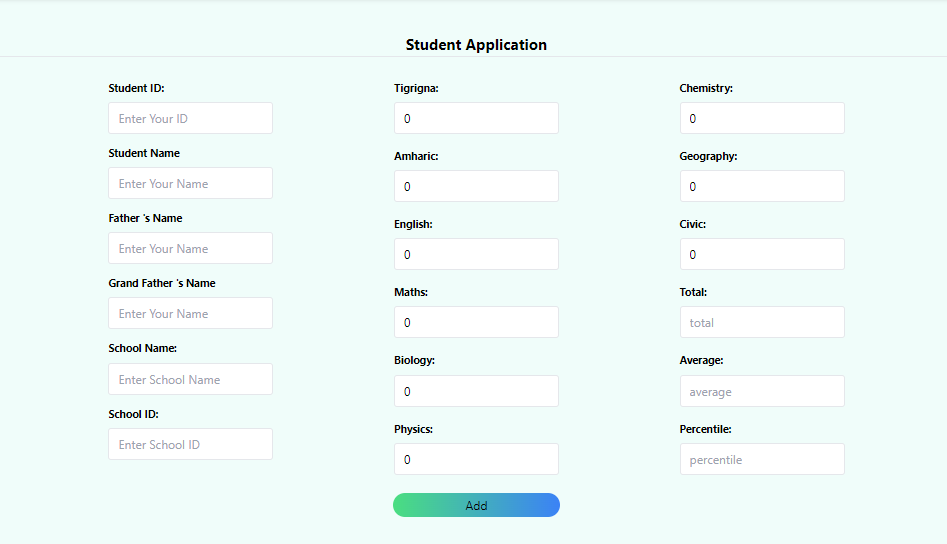 Student Application
Student ID:
Enter Your ID
Student Name
Enter Your Name
Father 's Name
Enter Your Name
Grand Father 's Name
Enter Your Name
School Name:
Enter School Name
School ID:
Enter School ID
Tigrigna:
0
Amharic:
0
English:
0
Maths:
0
Biology:
0
Physics:
0
Chemistry:
0
Geography:
0
Civic:
0
Total:
total
Average:
average
Percentile:
percentile
Add